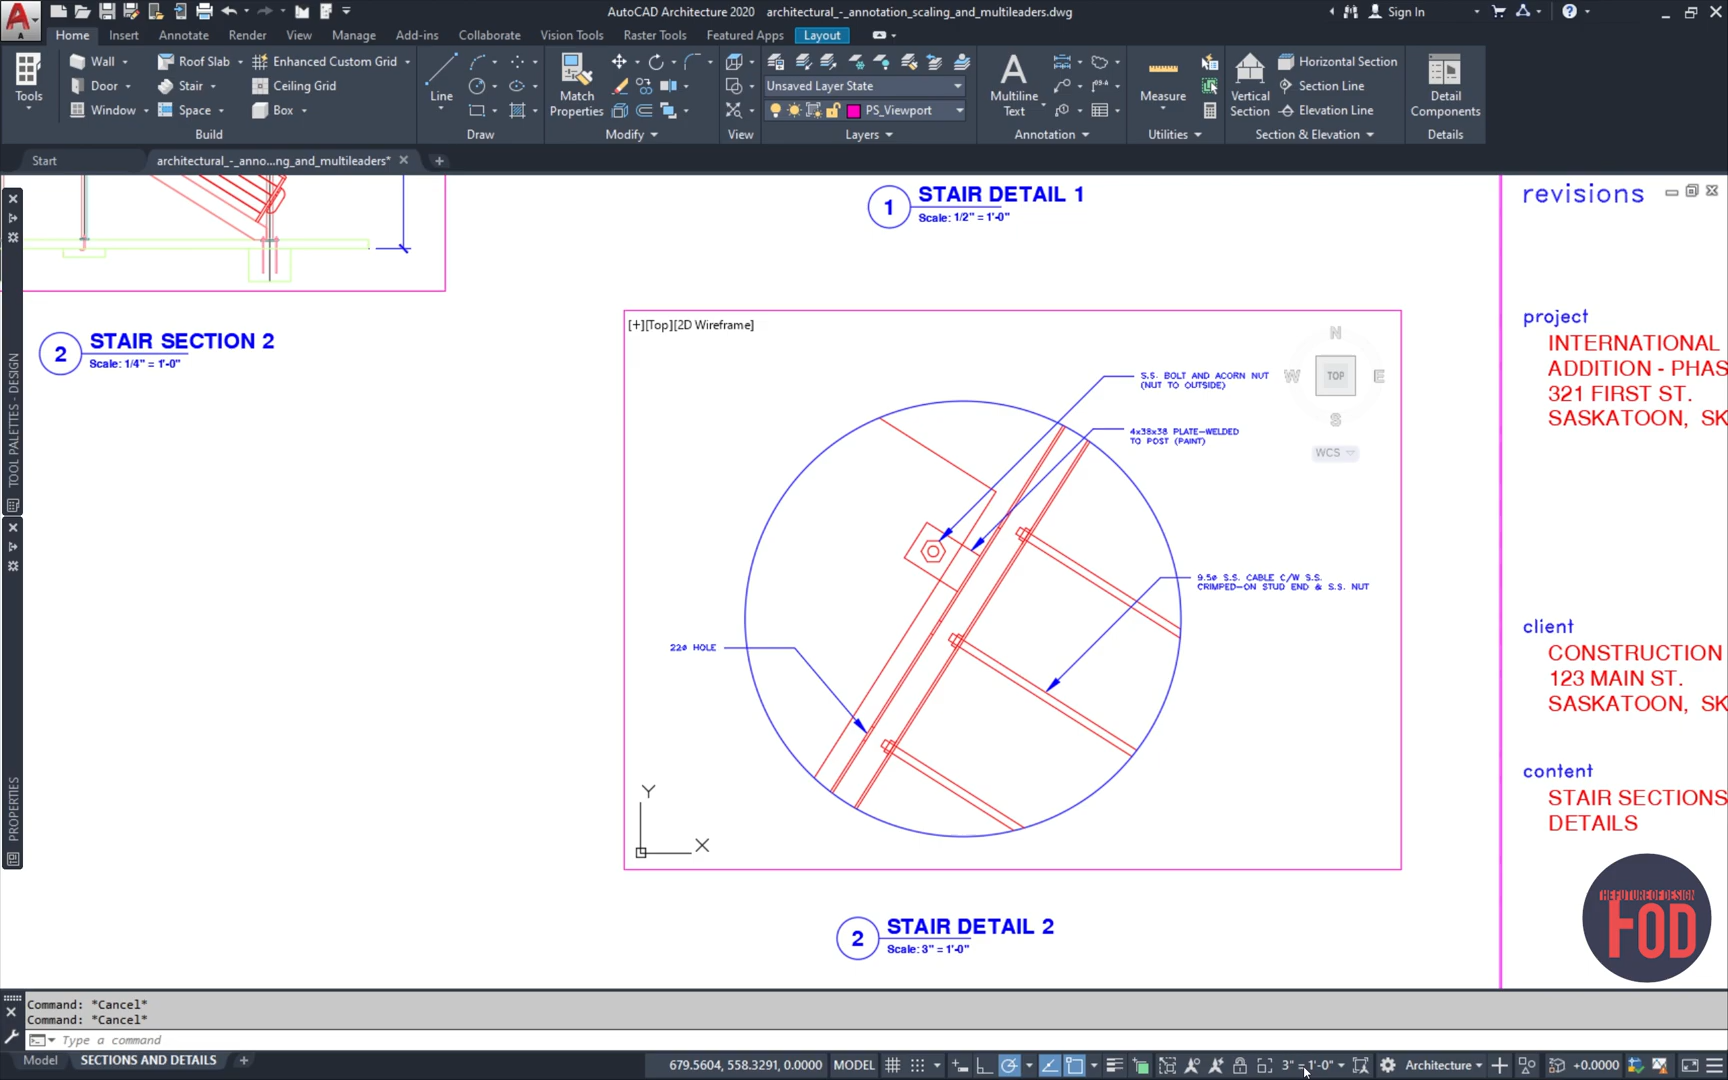 AutoCAD Architecture 2020 architectural_-_annotation_scaling_and_multileaders.dwg
Sign In
Home Insert Annotate Render View Manage Add-ins Collaborate Vision Tools Raster Tools Featured Apps Layout
Tools
Wall
Door
Window
Roof Slab
Stair
Space
Enhanced Custom Grid
Ceiling Grid
Box
Build
Line
Draw
Match
Properties
Modify
View
Unsaved Layer State
PS_Viewport
Layers
Multiline
Text
Annotation
Measure
Utilities
Vertical
Section
Horizontal Section
Section Line
Elevation Line
Section & Elevation
Detail
Components
Details
Start
architectural_-_anno...ng_and_multileaders*
TOOL PALETTES - DESIGN
PROPERTIES
1
STAIR DETAIL 1
Scale: 1/2" = 1'-0"
2
STAIR SECTION 2
Scale: 1/4" = 1'-0"
[+][Top][2D Wireframe]
N
W TOP E
S
WCS
S.S. BOLT AND ACORN NUT
(NUT TO OUTSIDE)
4x38x38 PLATE-WELDED
TO POST (PAINT)
9.5ø S.S. CABLE C/W S.S.
CRIMPED-ON STUD END & S.S. NUT
22ø HOLE
Y
X
2
STAIR DETAIL 2
Scale: 3" = 1'-0"
revisions
project
INTERNATIONAL
ADDITION - PHAS
321 FIRST ST.
SASKATOON, SK
client
CONSTRUCTION
123 MAIN ST.
SASKATOON, SK
content
STAIR SECTIONS
DETAILS
THE FUTURE OF DESIGN
FOD
Command: *Cancel*
Command: *Cancel*
Type a command
Model SECTIONS AND DETAILS
679.5604, 558.3291, 0.0000 MODEL
3" = 1'-0"
Architecture
+0.0000